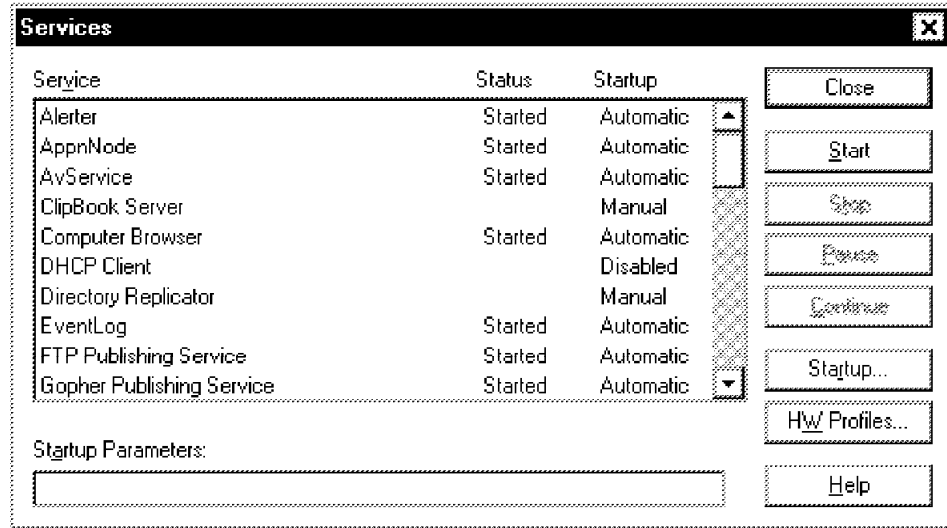 Services
Service Status Startup
Alerter Started Automatic
AppnNode Started Automatic
AvService Started Automatic
ClipBook Server Manual
Computer Browser Started Automatic
DHCP Client Disabled
Directory Replicator Manual
EventLog Started Automatic
FTP Publishing Service Started Automatic
Gopher Publishing Service Started Automatic
Startup Parameters:
Close
Start
Stop
Pause
Continue
Startup...
HW Profiles...
Help